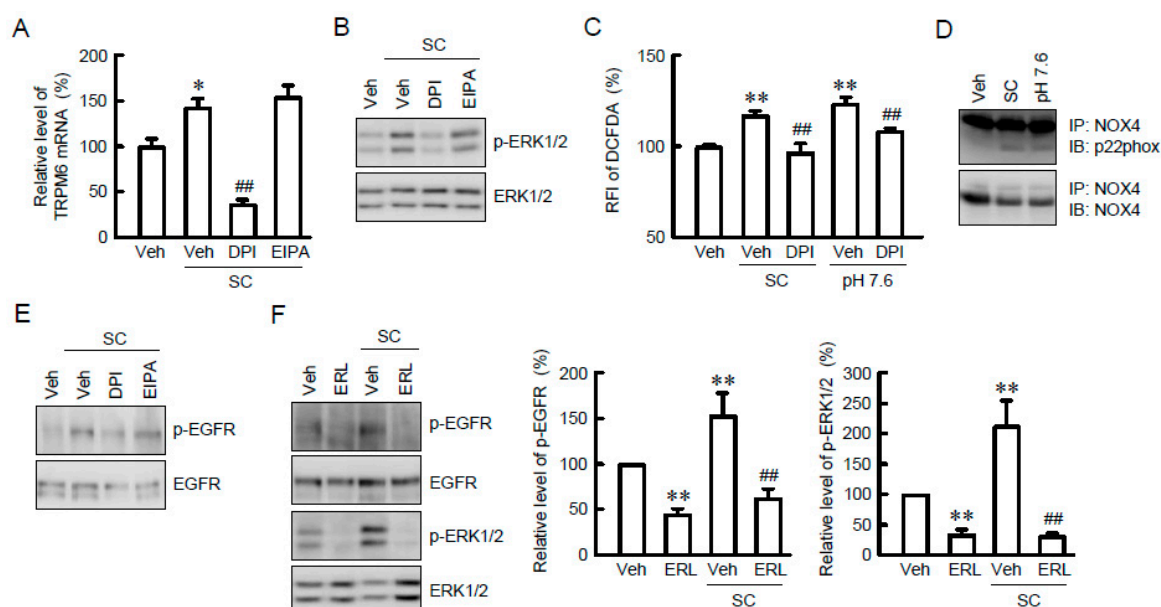 A
Relative level of
TRPM6 mRNA (%)
200
150
100
50
0
*
##
Veh Veh DPI EIPA
SC
B
SC
Veh Veh DPI EIPA
p-ERK1/2
ERK1/2
C
RFI of DCFDA (%)
150
100
50
** ## ** ##
Veh Veh DPI Veh DPI
SC pH 7.6
D
Veh SC pH 7.6
IP: NOX4
IB: p22phox
IP: NOX4
IB: NOX4
E
SC
Veh Veh DPI EIPA
p-EGFR
EGFR
F
SC
Veh ERL Veh ERL
p-EGFR
EGFR
p-ERK1/2
ERK1/2
Relative level of p-EGFR (%)
200
150
100
50
0
** ** ##
Veh ERL Veh ERL
SC
Relative level of p-ERK1/2 (%)
300
250
200
150
100
50
0
** ** ##
Veh ERL Veh ERL
SC